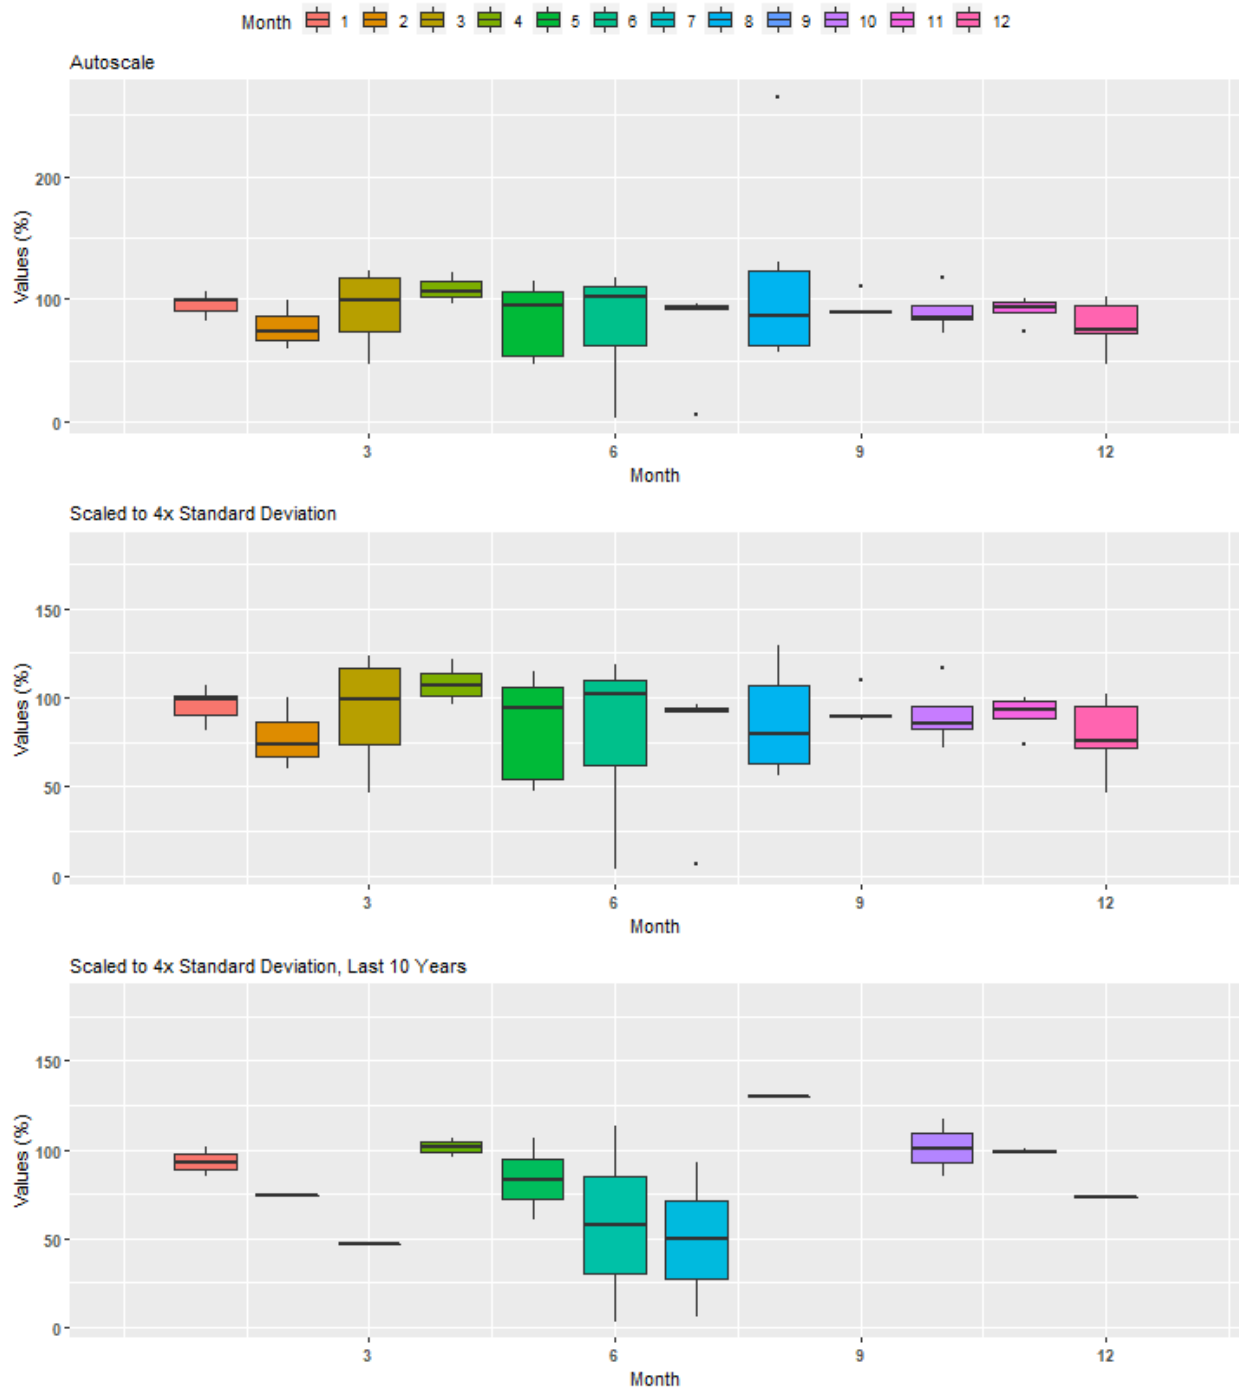 Month 1 2 3 4 5 6 7 8 9 10 11 12
Autoscale
Values (%)
200
100
0
3 6 9 12
Month
Scaled to 4x Standard Deviation
Values (%)
150
100
50
0
3 6 9 12
Month
Scaled to 4x Standard Deviation, Last 10 Years
Values (%)
150
100
50
0
3 6 9 12
Month